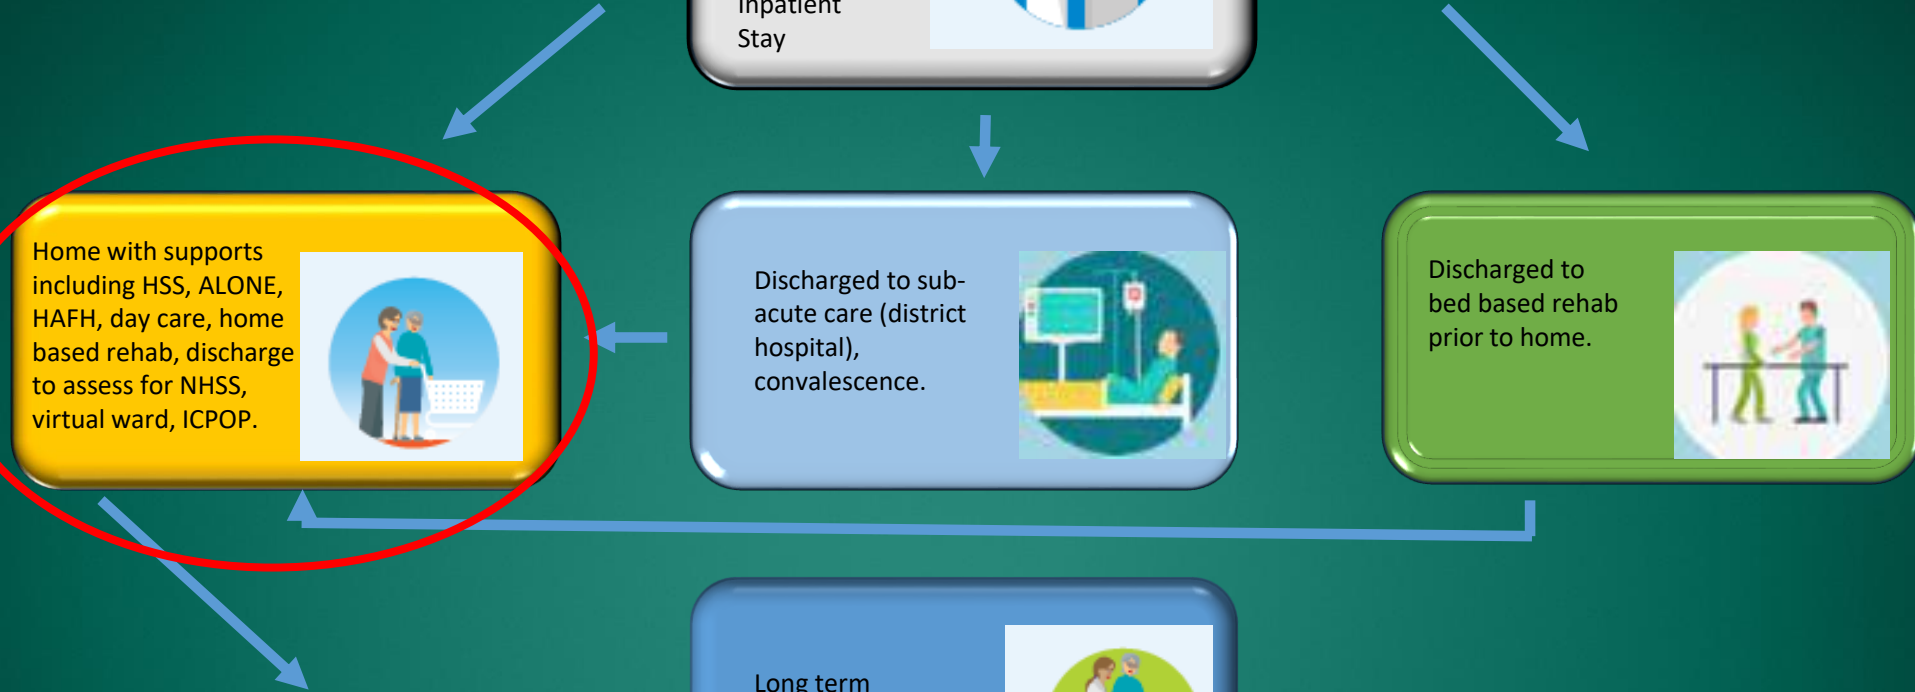 Inpatient
Stay
Home with supports
including HSS, ALONE,
HAFH, day care, home
based rehab, discharge
to assess for NHSS,
virtual ward, ICPOP.
Discharged to sub-
acute care (district
hospital),
convalescence.
Discharged to
bed based rehab
prior to home.
Long term